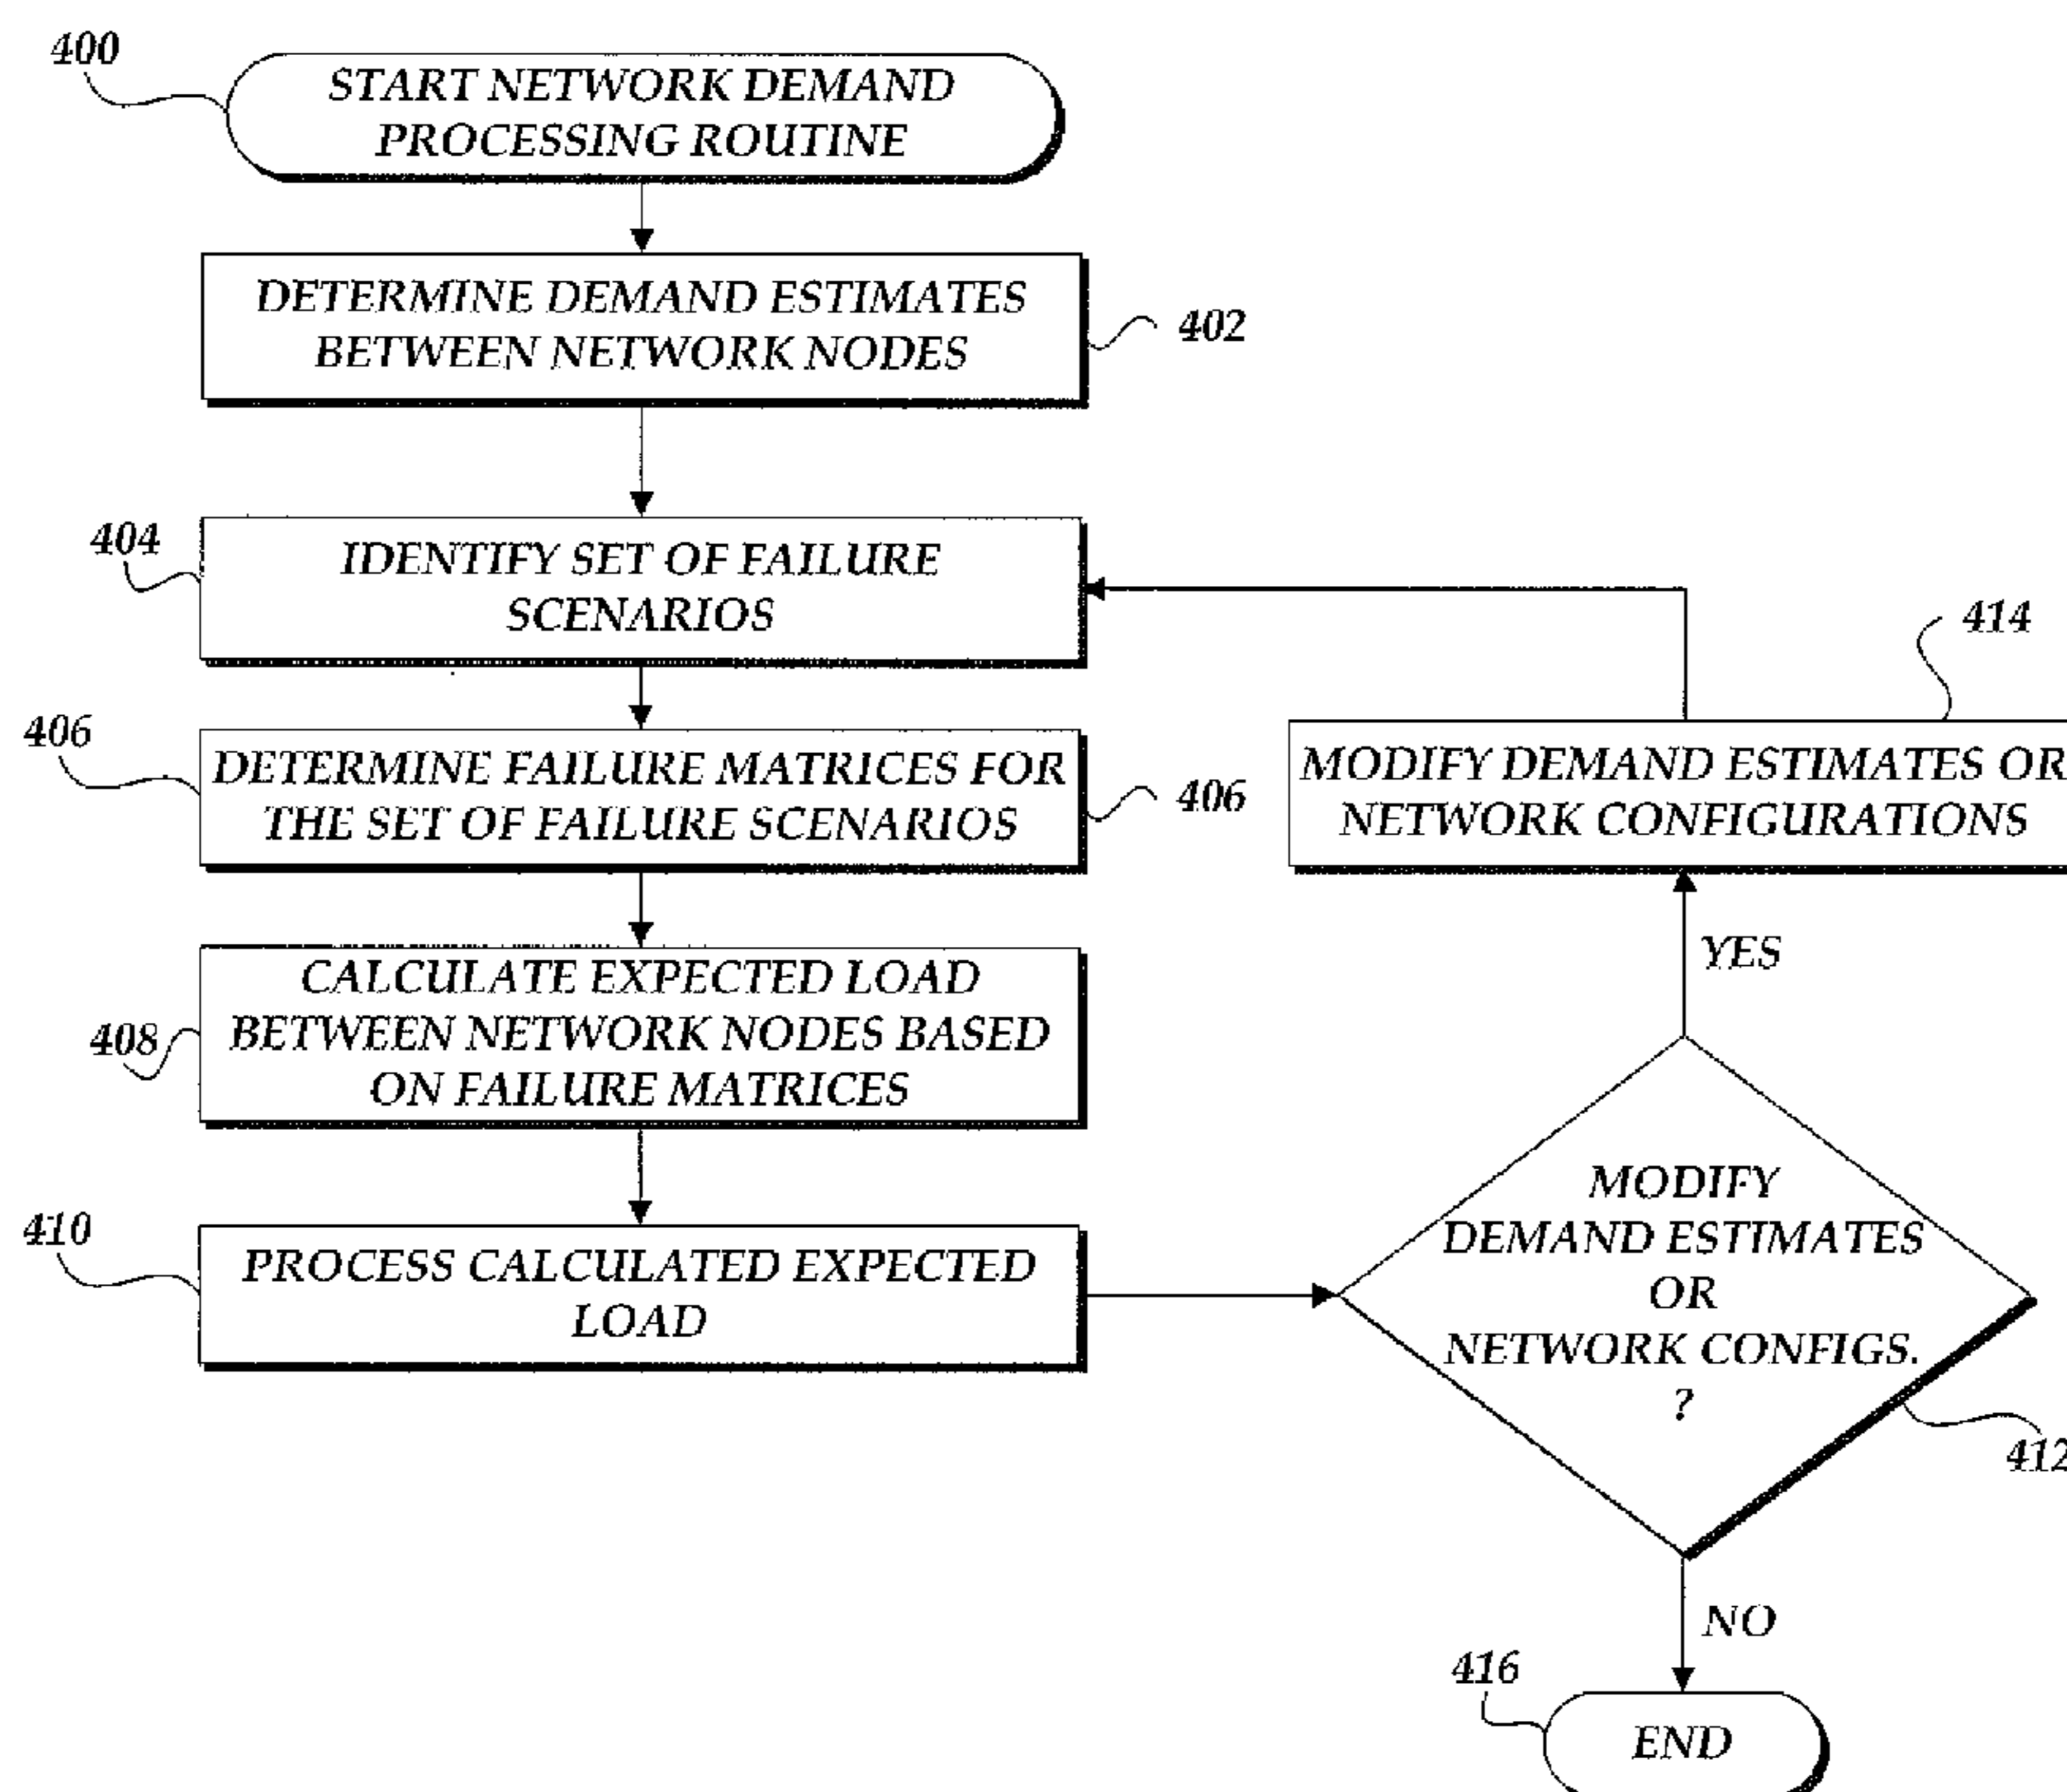 400
START NETWORK DEMAND
PROCESSING ROUTINE
DETERMINE DEMAND ESTIMATES
BETWEEN NETWORK NODES
402
404
IDENTIFY SET OF FAILURE
SCENARIOS
414
406
DETERMINE FAILURE MATRICES FOR
THE SET OF FAILURE SCENARIOS
406
MODIFY DEMAND ESTIMATES OR
NETWORK CONFIGURATIONS
YES
408
CALCULATE EXPECTED LOAD
BETWEEN NETWORK NODES BASED
ON FAILURE MATRICES
410
PROCESS CALCULATED EXPECTED
LOAD
MODIFY
DEMAND ESTIMATES
OR
NETWORK CONFIGS.
?
412
NO
416
END